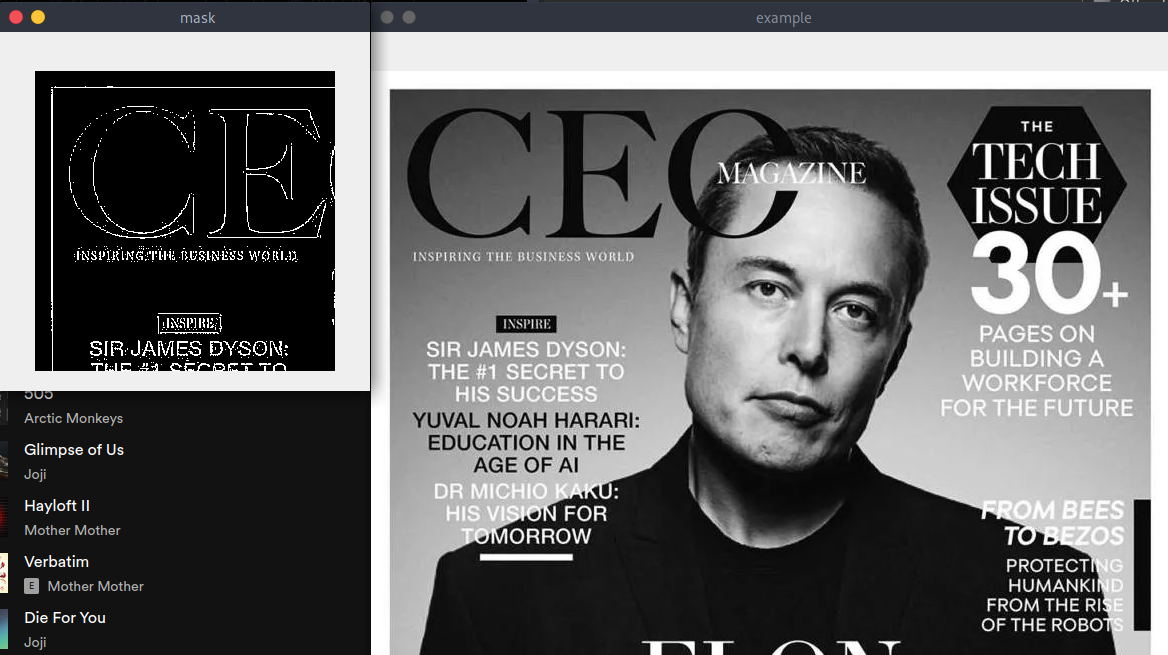 mask
CE
INSPIRING THE BUSINESS WORLD
INSPIRE
SIR JAMES DYSON:
THE #1 SECRET TO
505
Arctic Monkeys
Glimpse of Us
Joji
Hayloft II
Mother Mother
Verbatim
E Mother Mother
Die For You
Joji
example
CEO
MAGAZINE
INSPIRING THE BUSINESS WORLD
THE
TECH
ISSUE
30+
PAGES ON
BUILDING A
WORKFORCE
FOR THE FUTURE
INSPIRE
SIR JAMES DYSON:
THE #1 SECRET TO
HIS SUCCESS
YUVAL NOAH HARARI:
EDUCATION IN THE
AGE OF AI
DR MICHIO KAKU:
HIS VISION FOR
TOMORROW
FROM BEES
TO BEZOS
PROTECTING
HUMANKIND
FROM THE RISE
OF THE ROBOTS
ELON